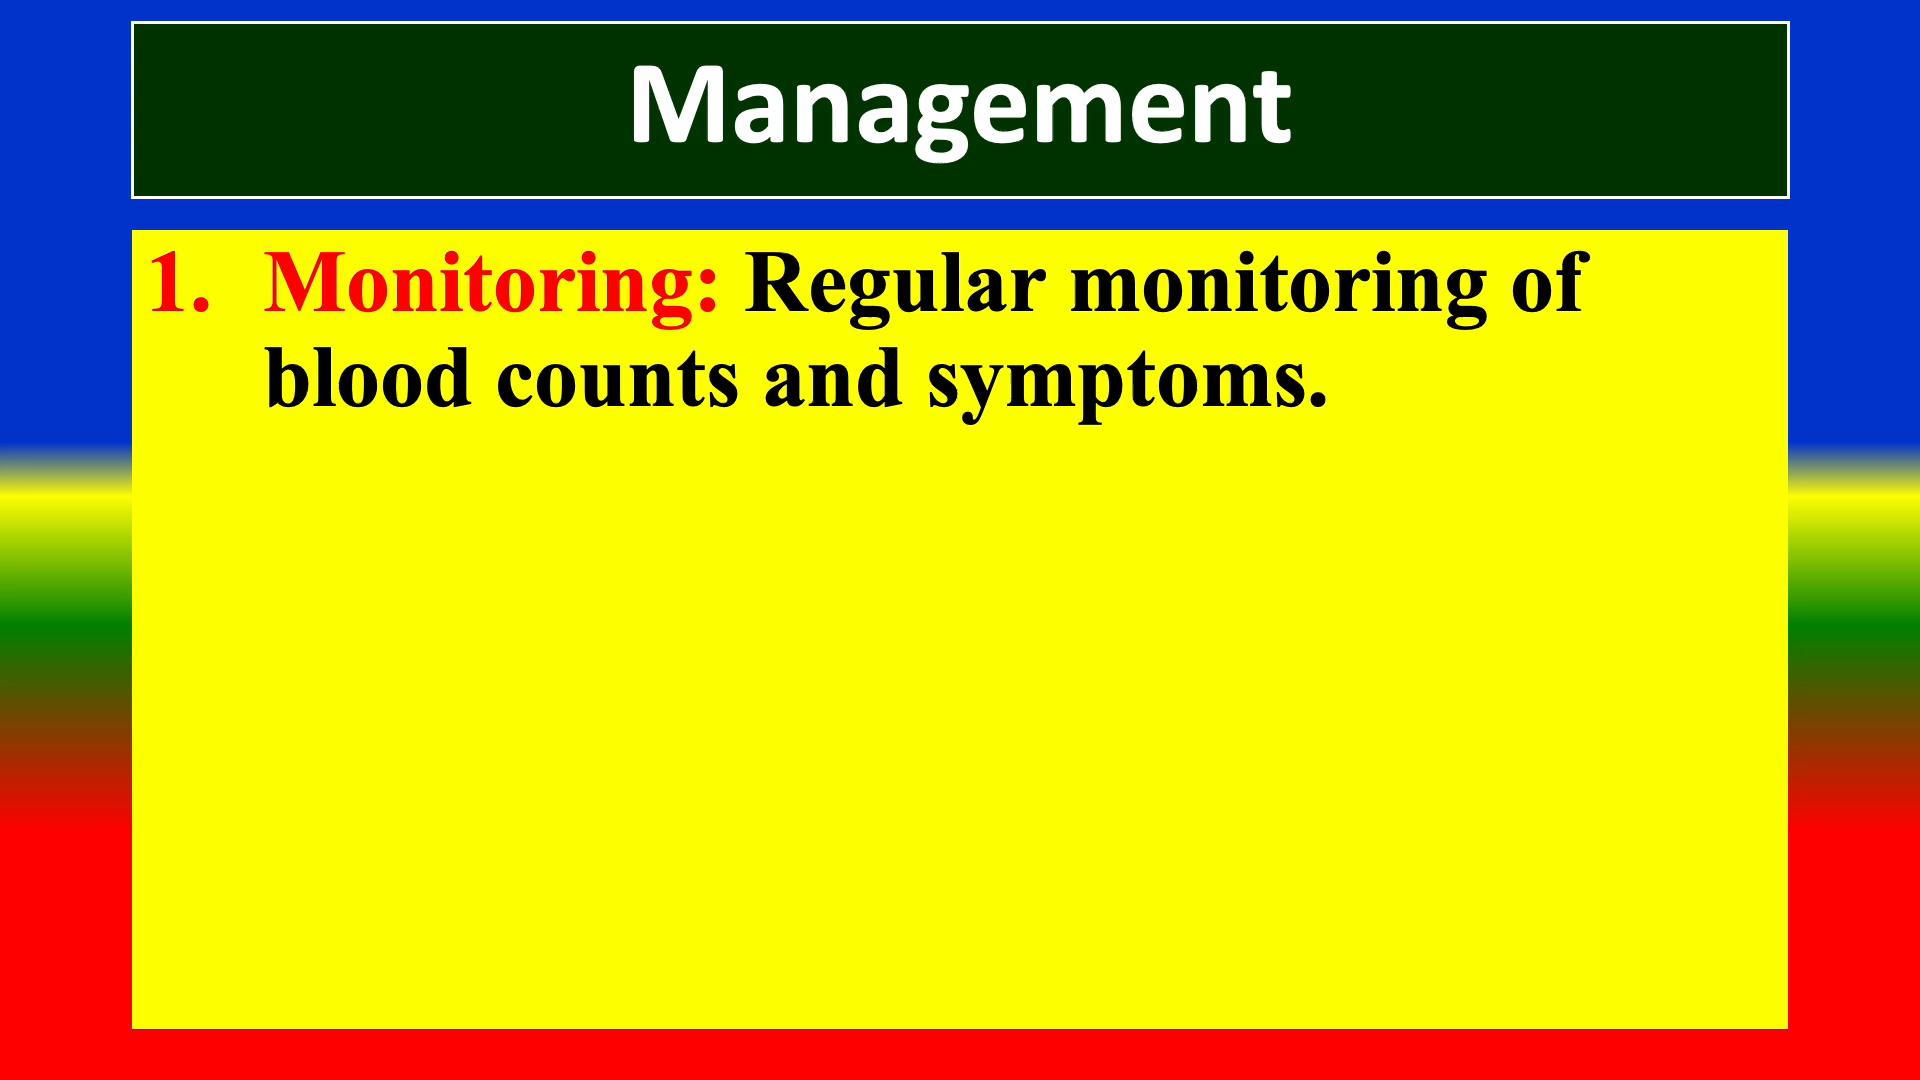 Management
1. Monitoring: Regular monitoring of
blood counts and symptoms.